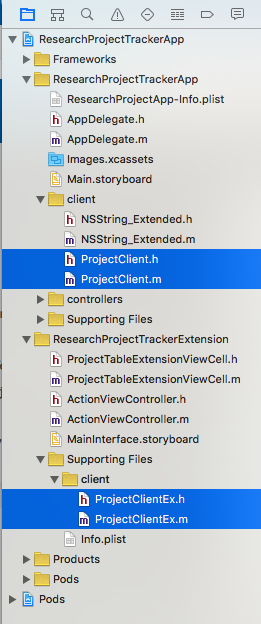 ResearchProjectTrackerApp
Frameworks
ResearchProjectTrackerApp
ResearchProjectApp-Info.plist
AppDelegate.h
AppDelegate.m
Images.xcassets
Main.storyboard
client
NSString_Extended.h
NSString_Extended.m
ProjectClient.h
ProjectClient.m
controllers
Supporting Files
ResearchProjectTrackerExtension
ProjectTableExtensionViewCell.h
ProjectTableExtensionViewCell.m
ActionViewController.h
ActionViewController.m
MainInterface.storyboard
Supporting Files
client
ProjectClientEx.h
ProjectClientEx.m
Info.plist
Products
Pods
Pods